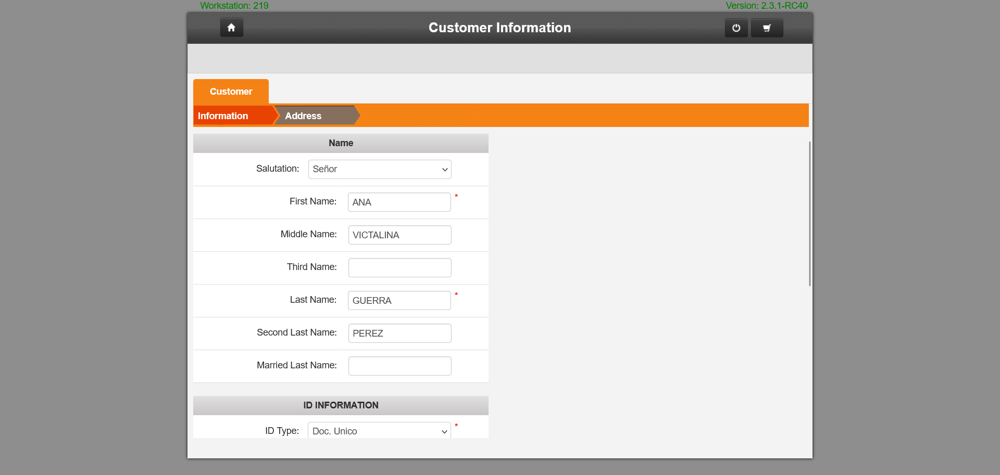 Workstation: 219
Version: 2.3.1-RC40
Customer Information
Customer
Information
Address
Name
Salutation: Señor
First Name: ANA *
Middle Name: VICTALINA
Third Name:
Last Name: GUERRA *
Second Last Name: PEREZ
Married Last Name:
ID INFORMATION
ID Type: Doc. Unico *